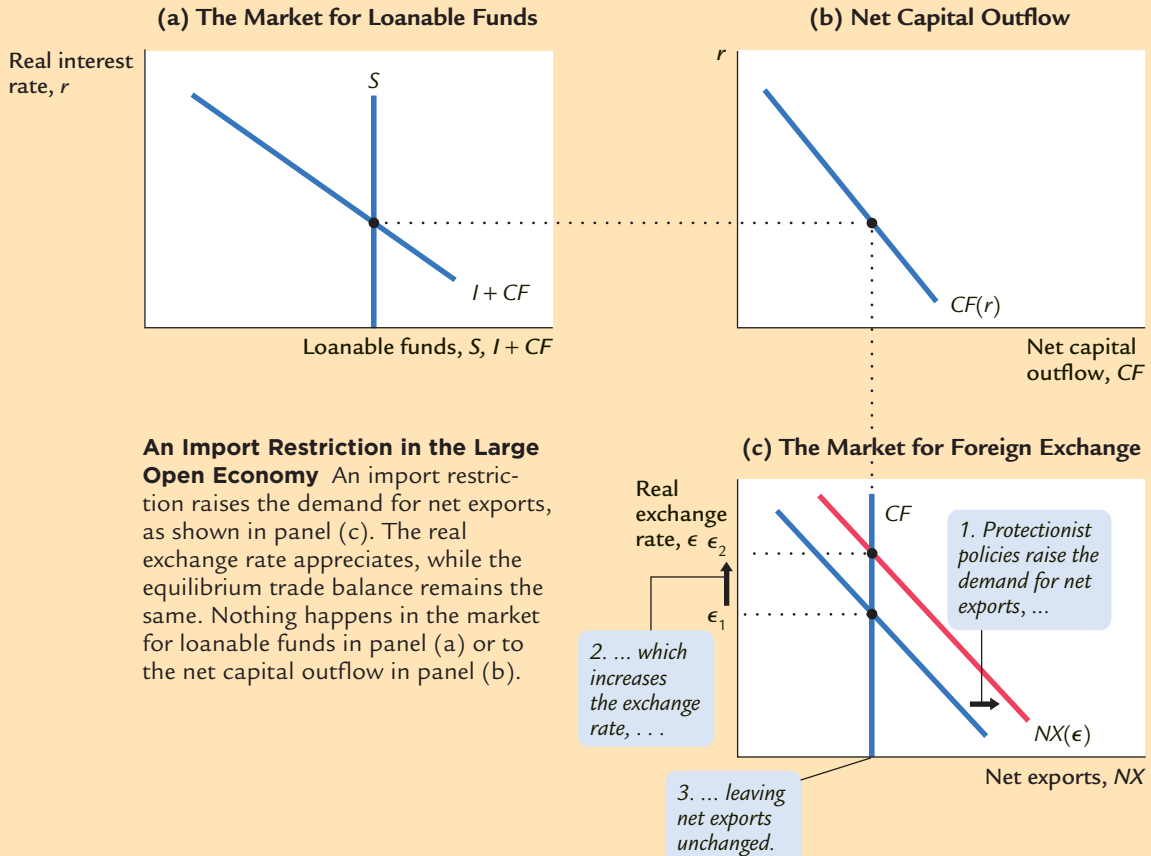 (a) The Market for Loanable Funds
Real interest
rate, r
S
I + CF
Loanable funds, S, I + CF
(b) Net Capital Outflow
r
CF(r)
Net capital
outflow, CF
An Import Restriction in the Large
Open Economy An import restric-
tion raises the demand for net exports,
as shown in panel (c). The real
exchange rate appreciates, while the
equilibrium trade balance remains the
same. Nothing happens in the market
for loanable funds in panel (a) or to
the net capital outflow in panel (b).
(c) The Market for Foreign Exchange
Real
exchange
rate, ϵ ϵ2
ϵ1
CF
1. Protectionist
policies raise the
demand for net
exports, ...
2. ... which
increases
the exchange
rate, . . .
NX(ϵ)
Net exports, NX
3. ... leaving
net exports
unchanged.